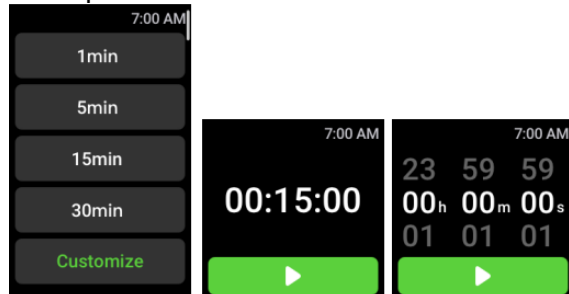 7:00 AM
1min
5min
15min
30min
Customize
7:00 AM
00:15:00
7:00 AM
23 59 59
00h 00m 00s
01 01 01